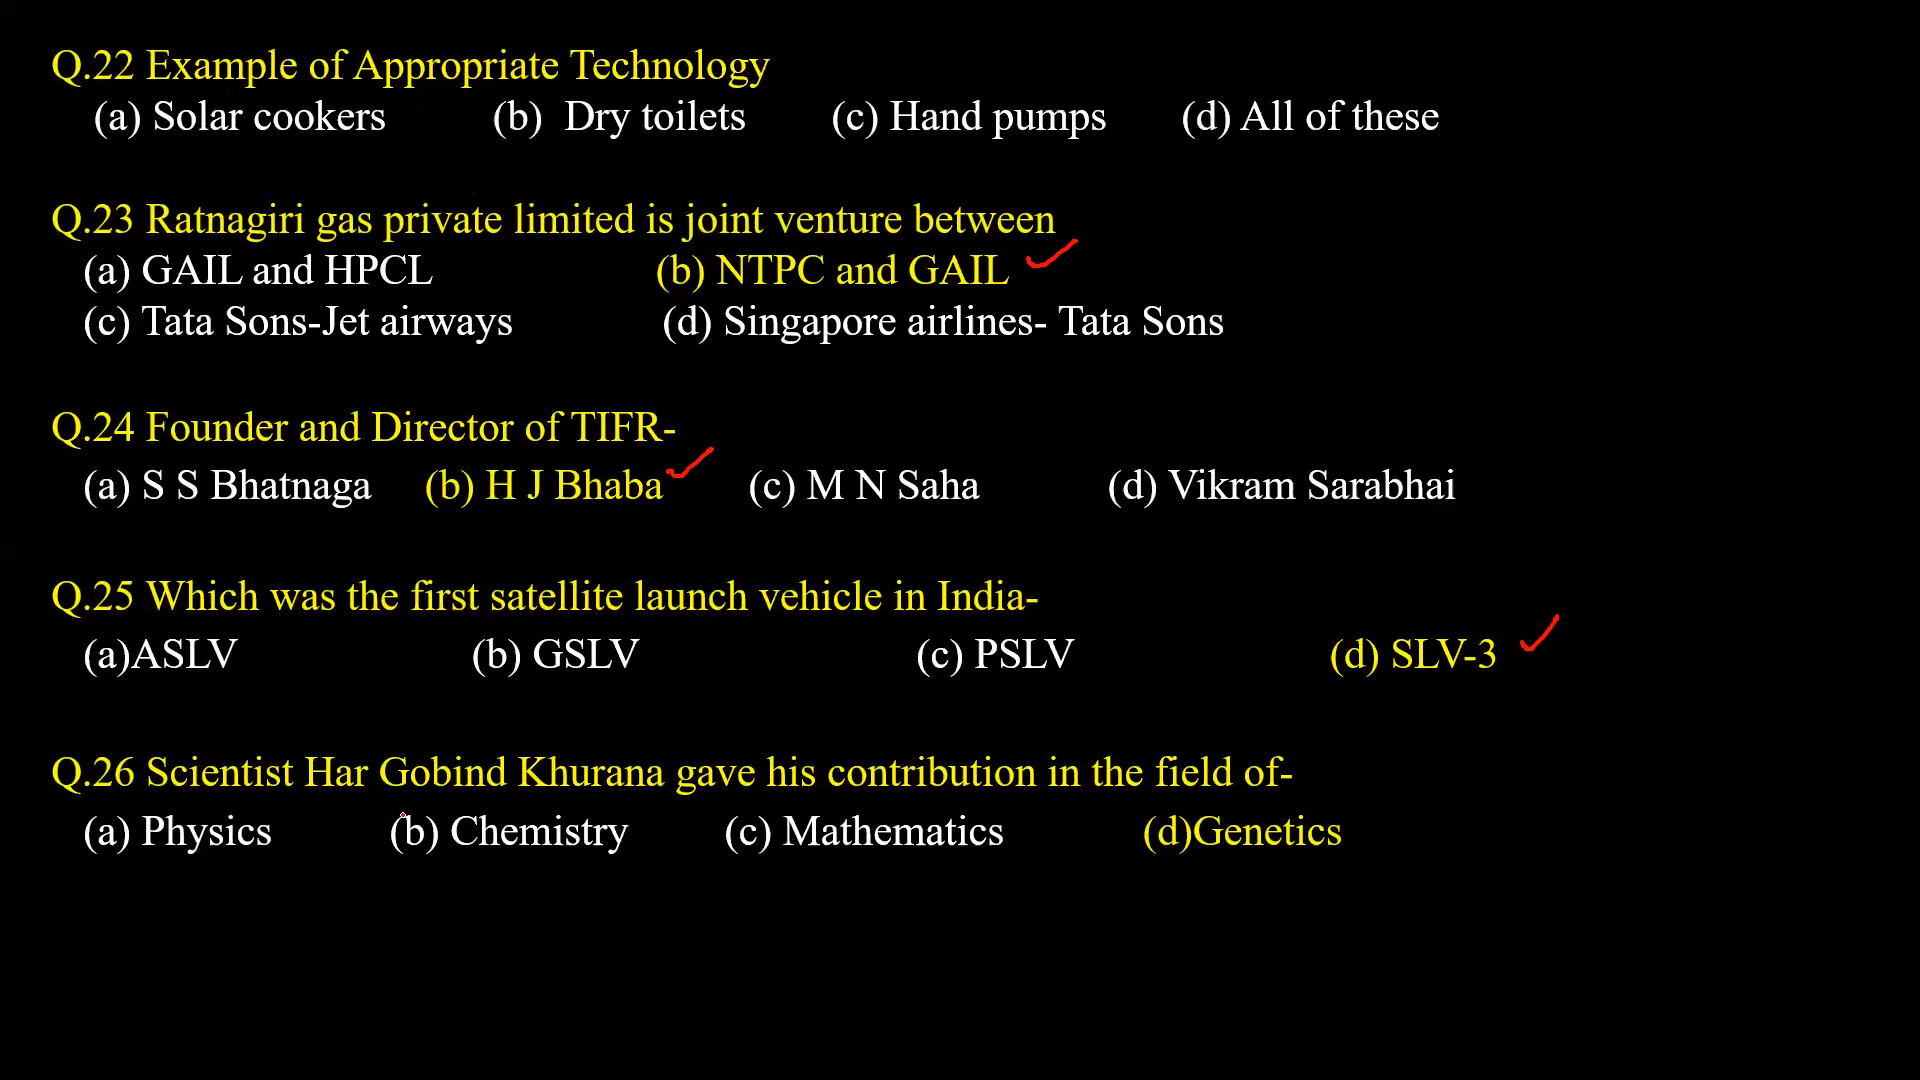 Q.22 Example of Appropriate Technology
(a) Solar cookers (b) Dry toilets (c) Hand pumps (d) All of these
Q.23 Ratnagiri gas private limited is joint venture between
(a) GAIL and HPCL (b) NTPC and GAIL
(c) Tata Sons-Jet airways (d) Singapore airlines- Tata Sons
Q.24 Founder and Director of TIFR-
(a) S S Bhatnaga (b) H J Bhaba (c) M N Saha (d) Vikram Sarabhai
Q.25 Which was the first satellite launch vehicle in India-
(a)ASLV (b) GSLV (c) PSLV (d) SLV-3
Q.26 Scientist Har Gobind Khurana gave his contribution in the field of-
(a) Physics (b) Chemistry (c) Mathematics (d)Genetics